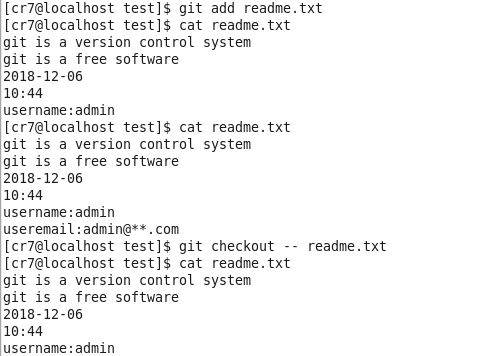 [cr7@localhost test]$ git add readme.txt
[cr7@localhost test]$ cat readme.txt
git is a version control system
git is a free software
2018-12-06
10:44
username:admin
[cr7@localhost test]$ cat readme.txt
git is a version control system
git is a free software
2018-12-06
10:44
username:admin
useremail:admin@**.com
[cr7@localhost test]$ git checkout -- readme.txt
[cr7@localhost test]$ cat readme.txt
git is a version control system
git is a free software
2018-12-06
10:44
username:admin